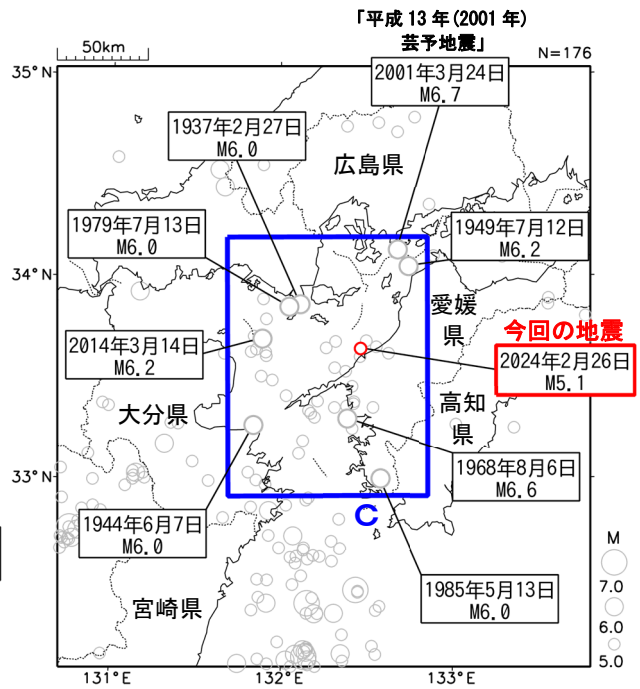 「平成 13 年(2001 年)
芸予地震」
50km
N=176
35°N
2001年3月24日
M6.7
1937年2月27日
M6.0
広島県
1979年7月13日
M6.0
1949年7月12日
M6.2
34°N
愛媛
県
今回の地震
2014年3月14日
M6.2
2024年2月26日
M5.1
大分県
高知
県
33°N
1968年8月6日
M6.6
1944年6月7日
M6.0
C
M
7.0
6.0
5.0
1985年5月13日
M6.0
宮崎県
131°E
132°E
133°E